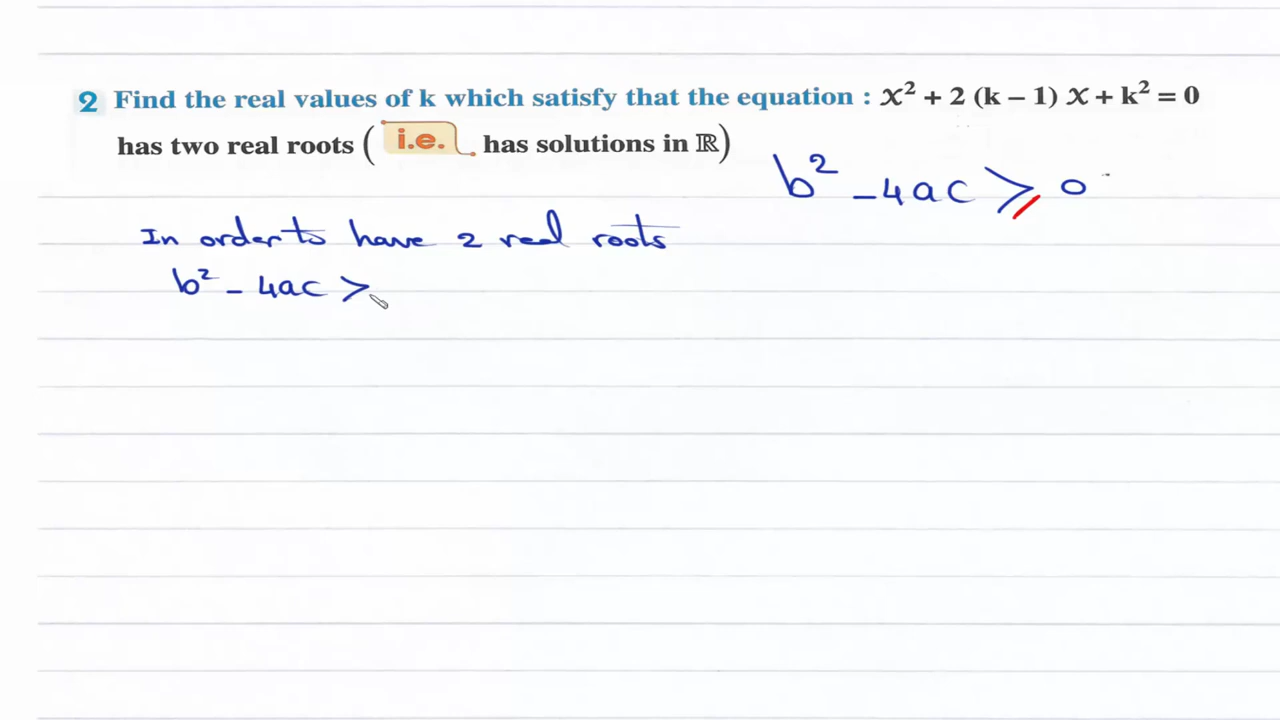 2 Find the real values of k which satisfy that the equation : x² + 2 (k – 1) x + k² = 0
has two real roots ( i.e. has solutions in ℝ)
b² - 4ac ⩾ 0
In order to have 2 real roots
b² - 4ac >